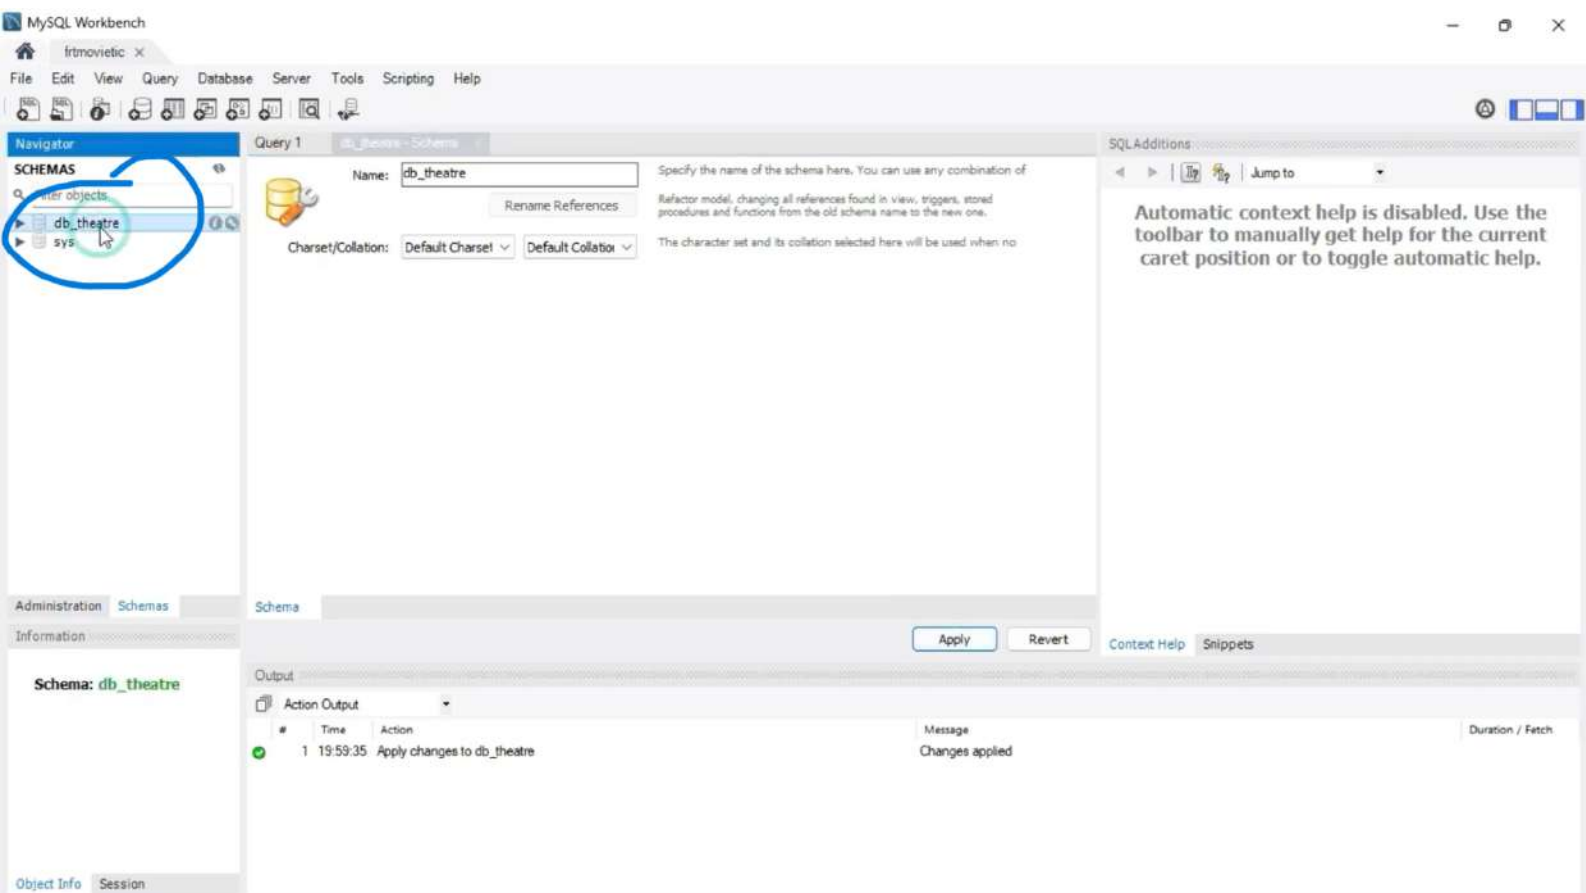 MySQL Workbench
frtmovietic
File Edit View Query Database Server Tools Scripting Help
Navigator
SCHEMAS
objects
db_theatre
sys
Administration Schemas
Information
Schema: db_theatre
Object Info Session
Query 1 db_theatre - Schema
Name: db_theatre
Specify the name of the schema here. You can use any combination of
Rename References
Refactor model, changing all references found in view, triggers, stored
procedures and functions from the old schema name to the new one.
Charset/Collation: Default Charset Default Collation
The character set and its collation selected here will be used when no
Schema
Apply Revert
SQLAdditions
Jump to
Automatic context help is disabled. Use the
toolbar to manually get help for the current
caret position or to toggle automatic help.
Context Help Snippets
Output
Action Output
# Time Action Message Duration / Fetch
1 19:59:35 Apply changes to db_theatre Changes applied